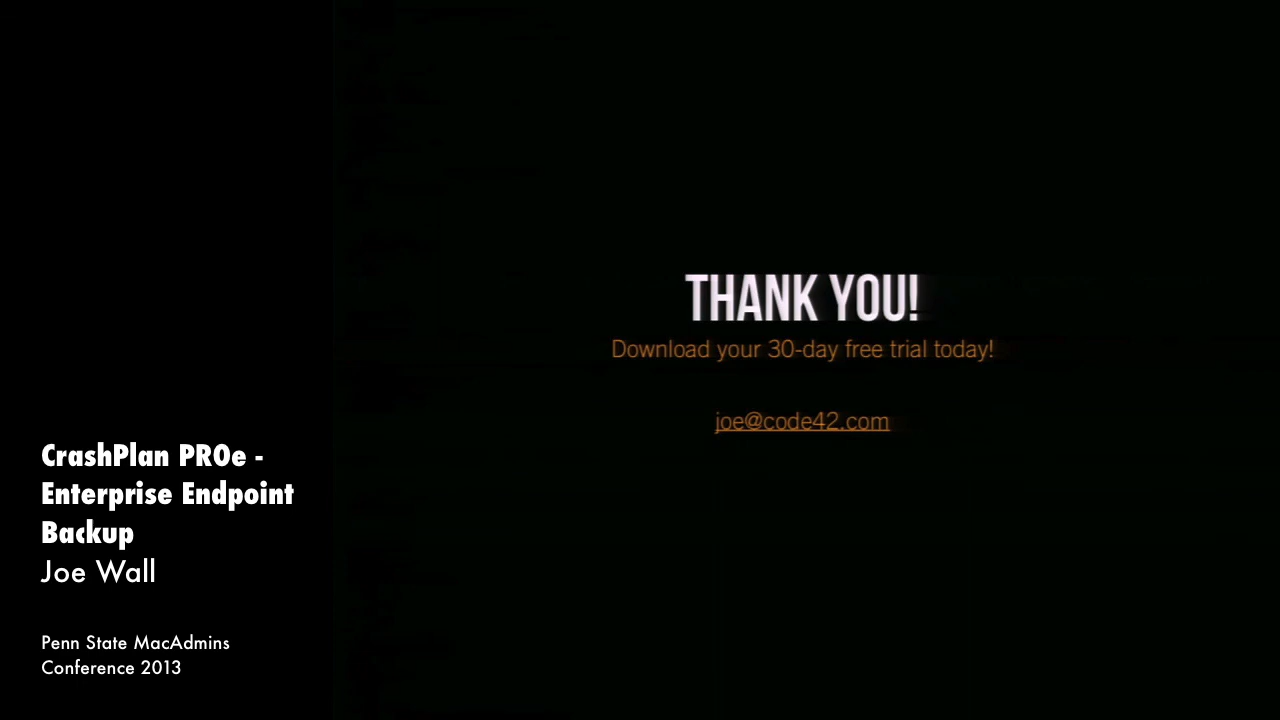 THANK YOU!
Download your 30-day free trial today!
joe@code42.com
CrashPlan PROe -
Enterprise Endpoint
Backup
Joe Wall
Penn State MacAdmins
Conference 2013